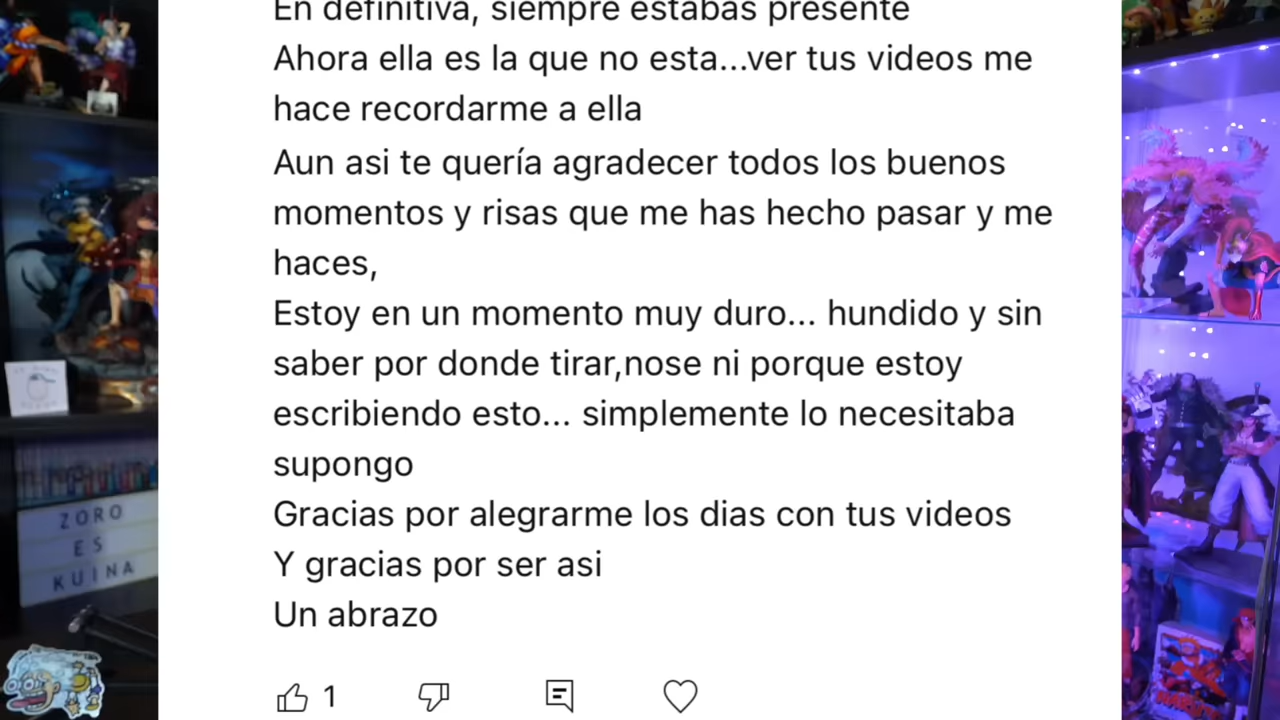 En definitiva, siempre estabas presente
Ahora ella es la que no esta...ver tus videos me
hace recordarme a ella
Aun asi te quería agradecer todos los buenos
momentos y risas que me has hecho pasar y me
haces,
Estoy en un momento muy duro... hundido y sin
saber por donde tirar,nose ni porque estoy
escribiendo esto... simplemente lo necesitaba
supongo
Gracias por alegrarme los dias con tus videos
Y gracias por ser asi
Un abrazo
1
ZORO
ES
KUINA